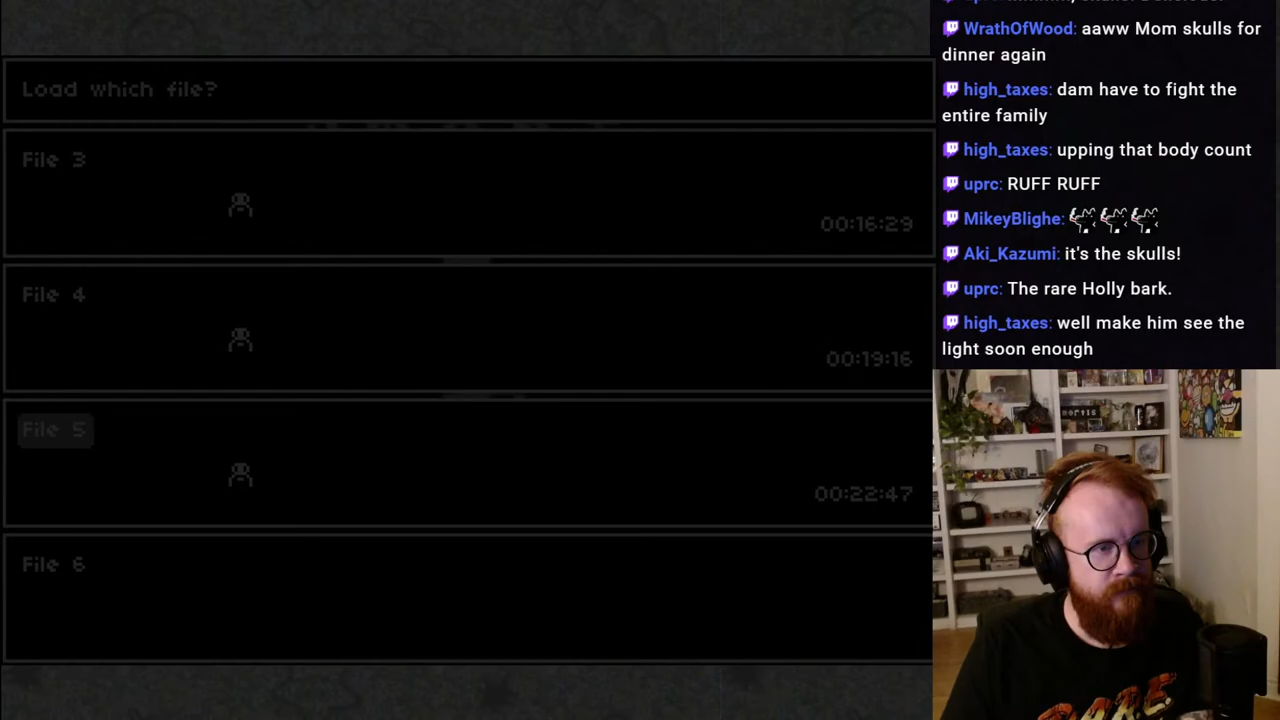 Load which file?
File 3
00:16:29
File 4
00:19:16
File 5
00:22:47
File 6
WrathOfWood: aaww Mom skulls for
dinner again
high_taxes: dam have to fight the
entire family
high_taxes: upping that body count
uprc: RUFF RUFF
MikeyBlighe:
Aki_Kazumi: it's the skulls!
uprc: The rare Holly bark.
high_taxes: well make him see the
light soon enough
mortis